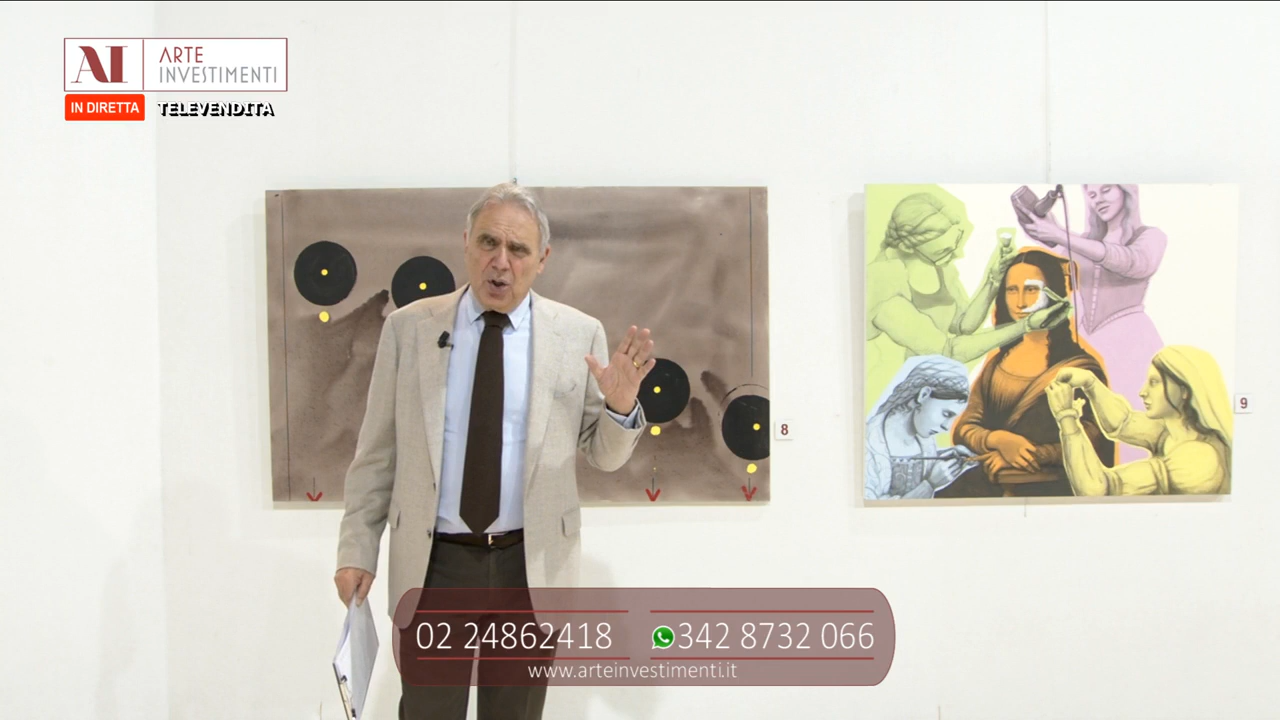 AI ARTE
INVESTIMENTI
IN DIRETTA TELEVENDITA
8
9
02 24862418 342 8732 066
www.arteinvestimenti.it